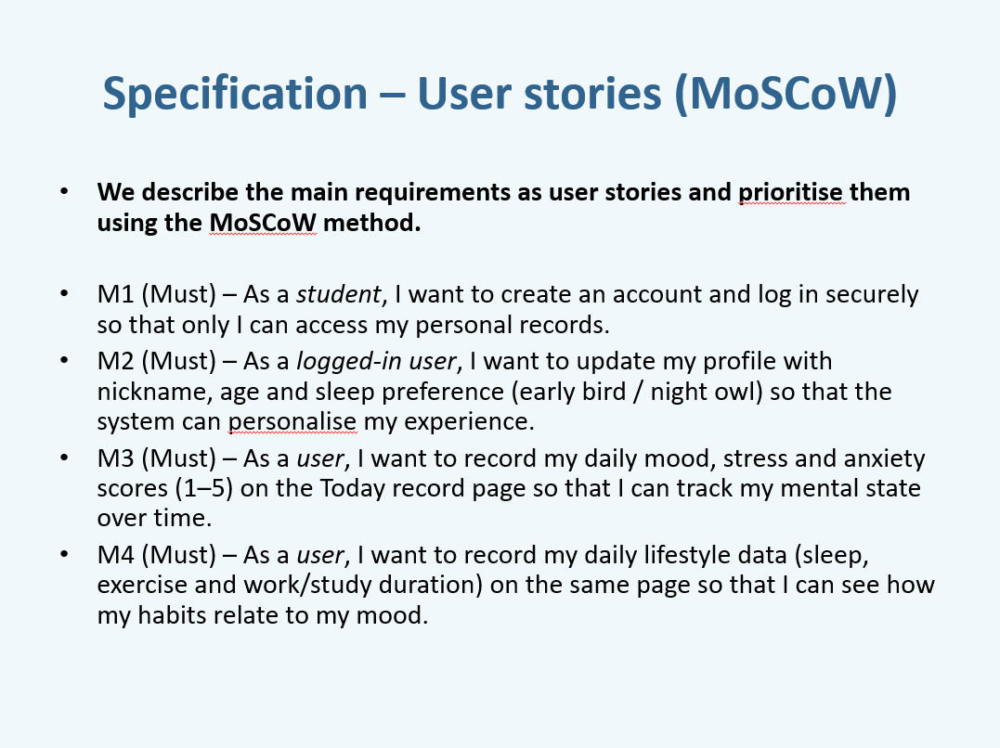 Specification – User stories (MoSCoW)
• We describe the main requirements as user stories and prioritise them
using the MoSCoW method.
• M1 (Must) – As a student, I want to create an account and log in securely
so that only I can access my personal records.
• M2 (Must) – As a logged-in user, I want to update my profile with
nickname, age and sleep preference (early bird / night owl) so that the
system can personalise my experience.
• M3 (Must) – As a user, I want to record my daily mood, stress and anxiety
scores (1–5) on the Today record page so that I can track my mental state
over time.
• M4 (Must) – As a user, I want to record my daily lifestyle data (sleep,
exercise and work/study duration) on the same page so that I can see how
my habits relate to my mood.